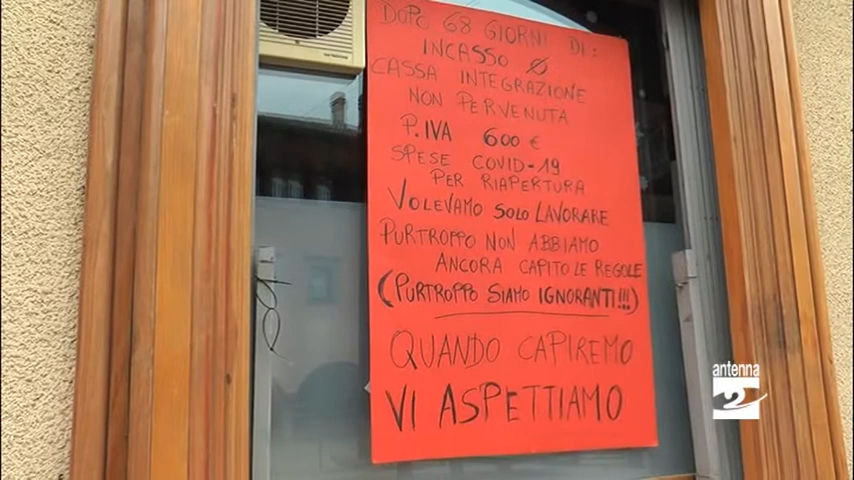 DOPO 68 GIORNI DI:
INCASSO Ø
CASSA INTEGRAZIONE
NON PERVENUTA
P. IVA 600 €
SPESE COVID-19
PER RIAPERTURA
VOLEVAMO SOLO LAVORARE
PURTROPPO NON ABBIAMO
ANCORA CAPITO LE REGOLE
(PURTROPPO SIAMO IGNORANTI!!!)
QUANDO CAPIREMO
VI ASPETTIAMO
antenna
2